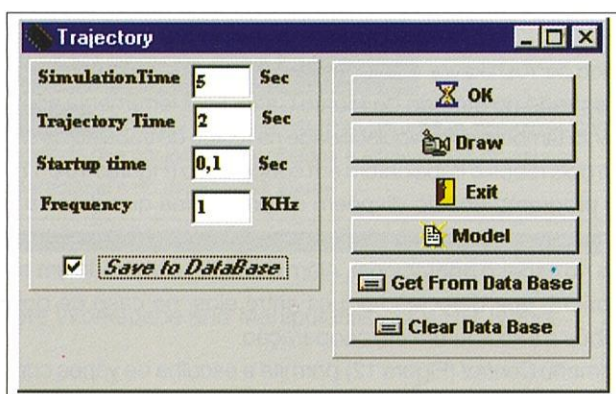 Trajectory
SimulationTime 5 Sec
Trajectory Time 2 Sec
Startup time 0,1 Sec
Frequency 1 KHz
Save to DataBase
OK
Draw
Exit
Model
Get From Data Base
Clear Data Base